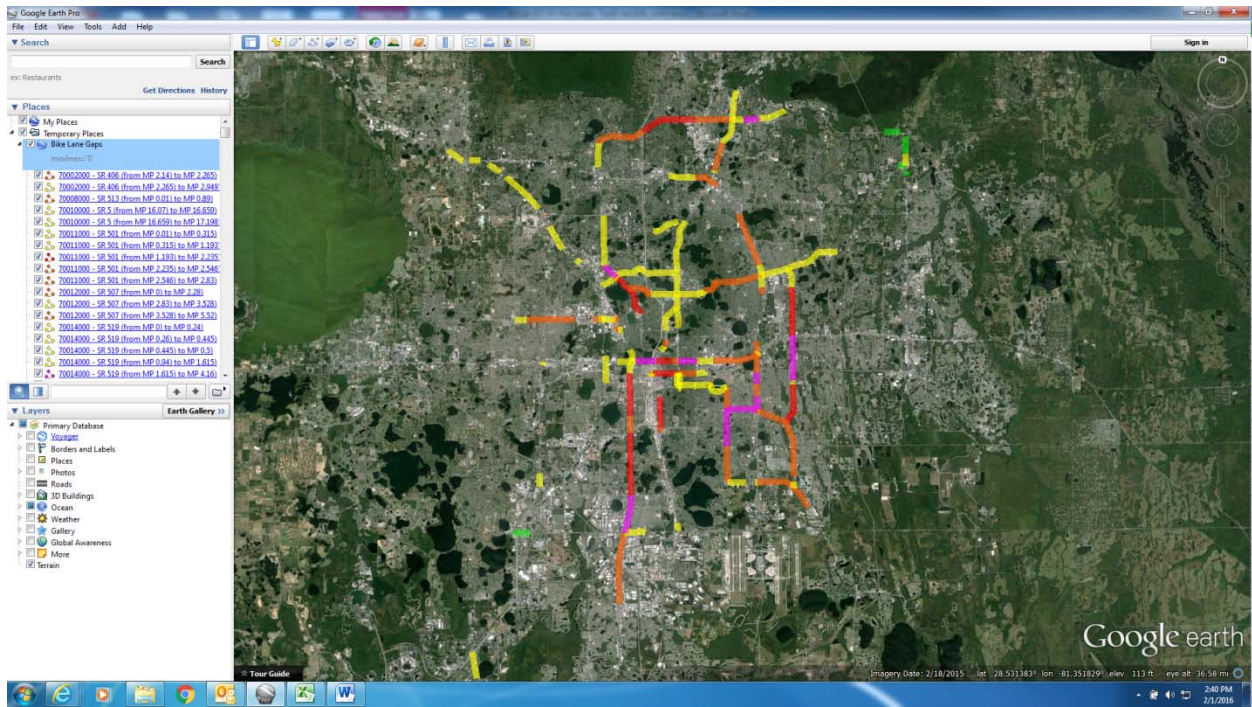 Google Earth Pro
File Edit View Tools Add Help
Search
Search
ex: Restaurants
Get Directions History
Places
My Places
Temporary Places
Bike Lane Gaps
maxlines='0'
70002000 - SR 406 (from MP 2.14) to MP 2.265)
70002000 - SR 406 (from MP 2.265) to MP 2.949
70008000 - SR 513 (from MP 0.01) to MP 0.89)
70010000 - SR 5 (from MP 16.07) to MP 16.659)
70010000 - SR 5 (from MP 16.659) to MP 17.198
70011000 - SR 501 (from MP 0.01) to MP 0.315)
70011000 - SR 501 (from MP 0.315) to MP 1.193
70011000 - SR 501 (from MP 1.193) to MP 2.235
70011000 - SR 501 (from MP 2.235) to MP 2.546
70011000 - SR 501 (from MP 2.546) to MP 2.83)
70012000 - SR 507 (from MP 0) to MP 2.28)
70012000 - SR 507 (from MP 2.83) to MP 3.528)
70012000 - SR 507 (from MP 3.528) to MP 5.52)
70014000 - SR 519 (from MP 0) to MP 0.24)
70014000 - SR 519 (from MP 0.26) to MP 0.445)
70014000 - SR 519 (from MP 0.445) to MP 0.5)
70014000 - SR 519 (from MP 0.94) to MP 1.615)
70014000 - SR 519 (from MP 1.615) to MP 4.16)
Layers
Earth Gallery >>
Primary Database
Voyager
Borders and Labels
Places
Photos
Roads
3D Buildings
Ocean
Weather
Gallery
Global Awareness
More
Terrain
Sign in
N
Google earth
Tour Guide
Imagery Date: 2/18/2015 lat 28.531383° lon -81.351829° elev 113 ft eye alt 36.58 mi
2:40 PM
2/1/2016